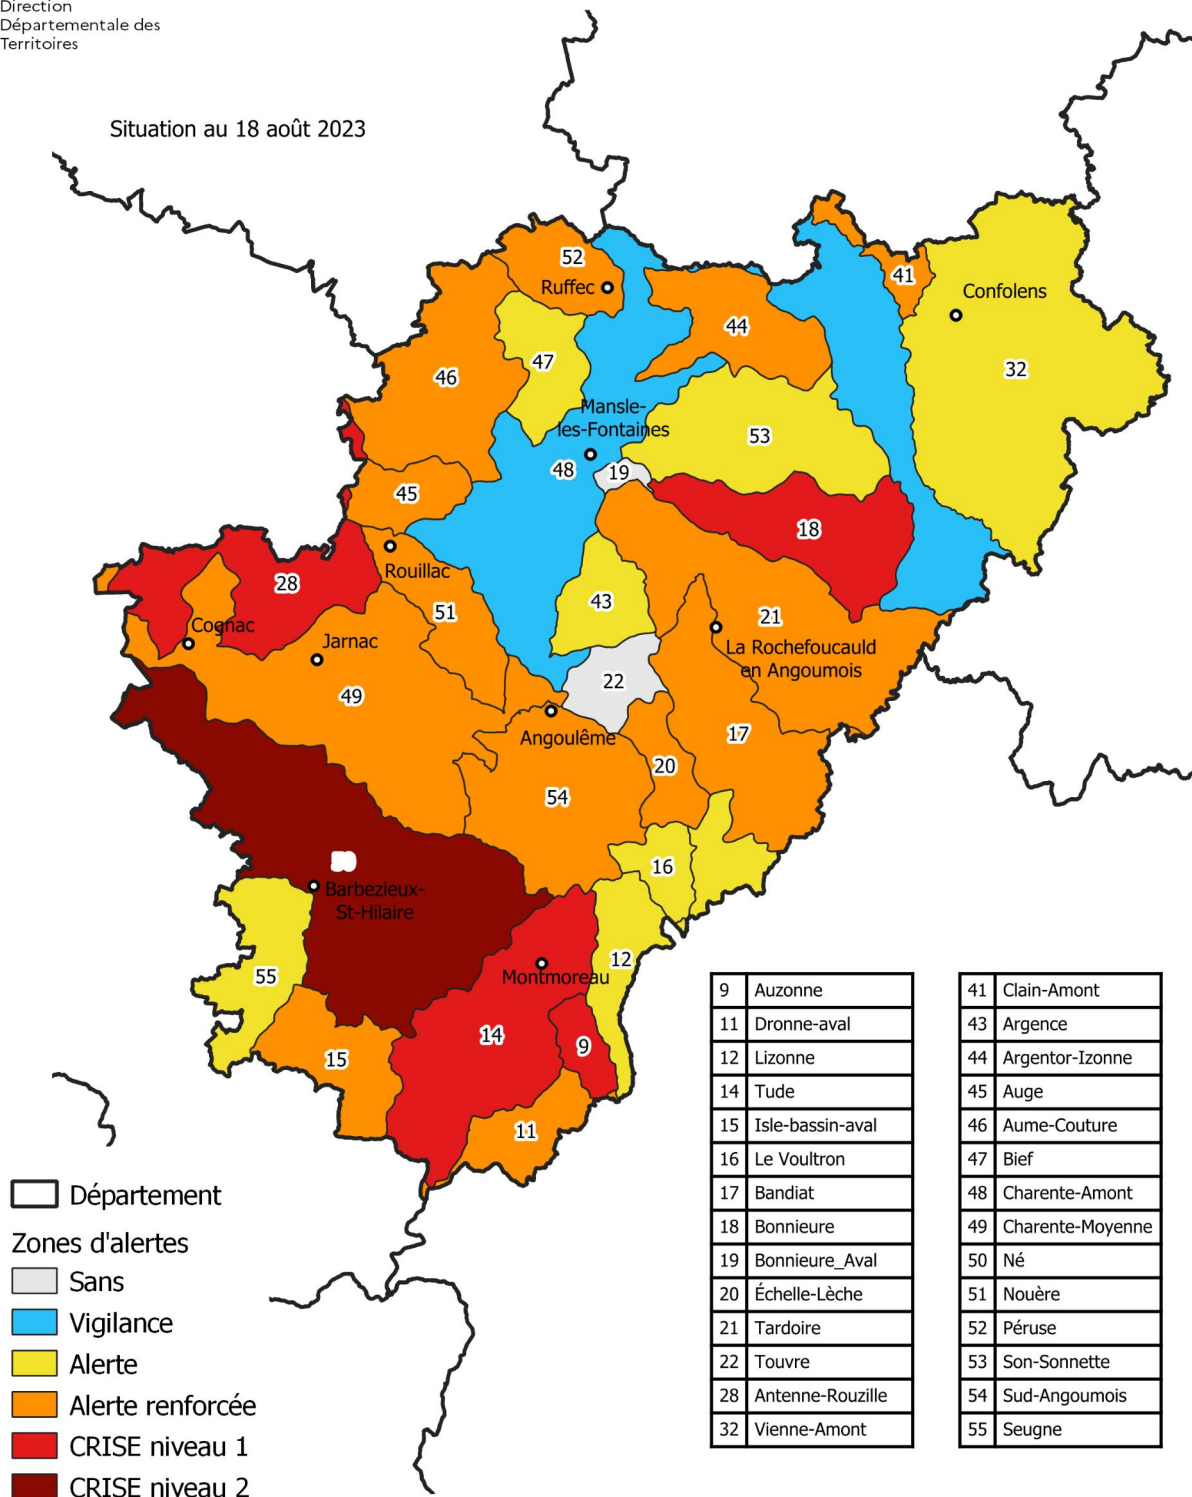 Direction
Départementale des
Territoires
Situation au 18 août 2023
52
Ruffec
41
Confolens
44
47
46
32
Mansle-
les-Fontaines
53
48
19
45
18
Rouillac
28
43
51
21
Cognac
Jarnac
La Rochefoucauld
en Angoumois
22
49
17
Angoulême
20
54
16
Barbezieux-
St-Hilaire
12
55
Montmoreau
14
9
15
11
9 Auzonne
11 Dronne-aval
12 Lizonne
14 Tude
15 Isle-bassin-aval
16 Le Voultron
17 Bandiat
18 Bonnieure
19 Bonnieure_Aval
20 Échelle-Lèche
21 Tardoire
22 Touvre
28 Antenne-Rouzille
32 Vienne-Amont
41 Clain-Amont
43 Argence
44 Argentor-Izonne
45 Auge
46 Aume-Couture
47 Bief
48 Charente-Amont
49 Charente-Moyenne
50 Né
51 Nouère
52 Péruse
53 Son-Sonnette
54 Sud-Angoumois
55 Seugne
Département
Zones d'alertes
Sans
Vigilance
Alerte
Alerte renforcée
CRISE niveau 1
CRISE niveau 2